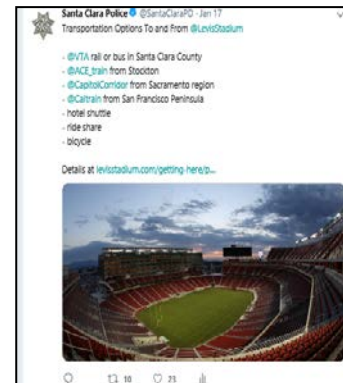 Santa Clara Police @SantaClaraPD · Jan 17
Transportation Options To and From @LevisStadium
- @VTA rail or bus in Santa Clara County
- @ACE_train from Stockton
- @CapitolCorridor from Sacramento region
- @Caltrain from San Francisco Peninsula
- hotel shuttle
- ride share
- bicycle
Details at levisstadium.com/getting-here/p...
10 23